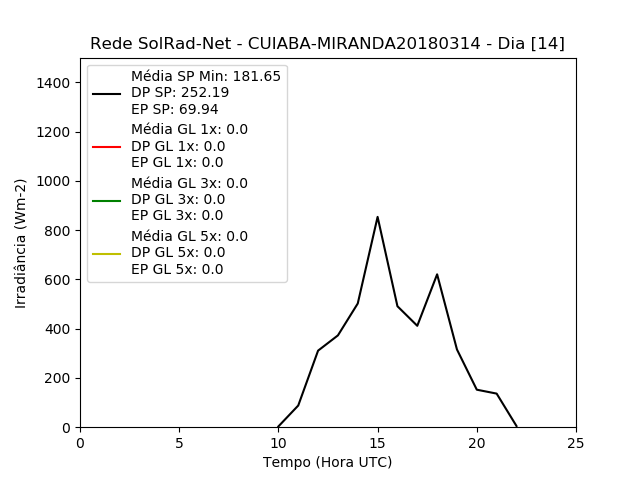 Rede SolRad-Net - CUIABA-MIRANDA20180314 - Dia [14]
Média SP Min: 181.65
DP SP: 252.19
EP SP: 69.94
Média GL 1x: 0.0
DP GL 1x: 0.0
EP GL 1x: 0.0
Média GL 3x: 0.0
DP GL 3x: 0.0
EP GL 3x: 0.0
Média GL 5x: 0.0
DP GL 5x: 0.0
EP GL 5x: 0.0
Irradiância (Wm-2)
1400
1200
1000
800
600
400
200
0
0 5 10 15 20 25
Tempo (Hora UTC)